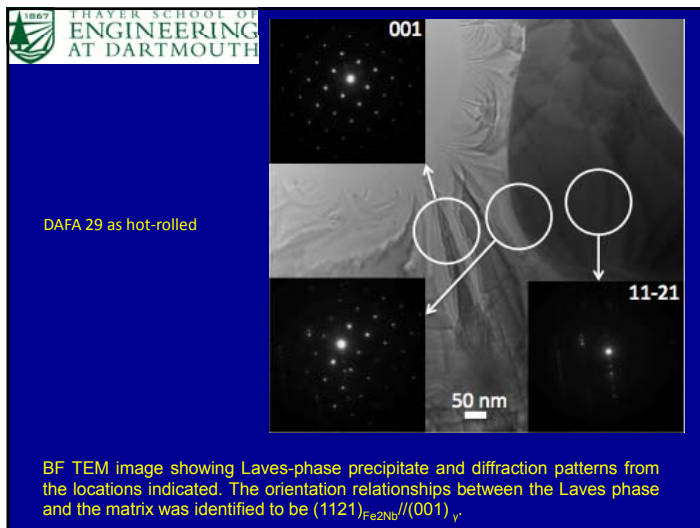 1867
THAYER SCHOOL OF
ENGINEERING
AT DARTMOUTH
001
DAFA 29 as hot-rolled
11-21
50 nm
BF TEM image showing Laves-phase precipitate and diffraction patterns from
the locations indicated. The orientation relationships between the Laves phase
and the matrix was identified to be (1121)Fe2Nb//(001) γ.